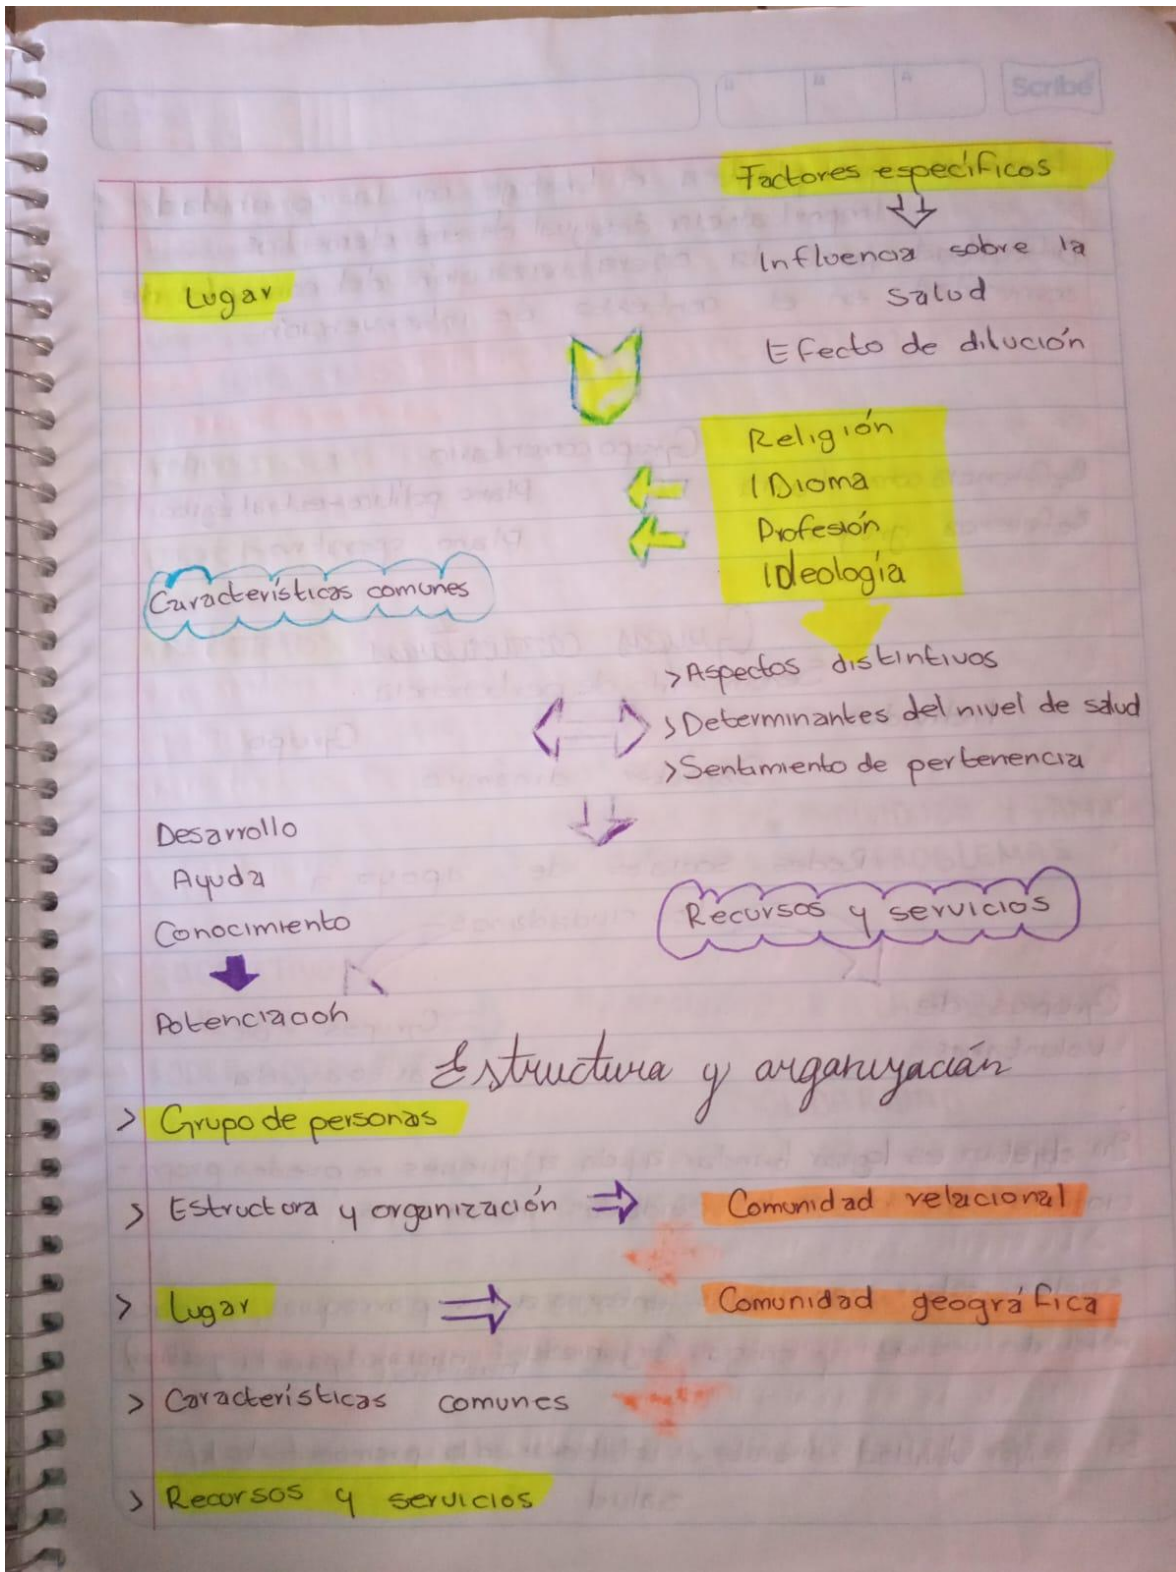 Scribe
Factores específicos
Influencia sobre la
salud
Lugar
Efecto de dilución
Religión
IDioma
Profesión
IDeología
Características comunes
>Aspectos distintivos
>Determinantes del nivel de salud
>Sentimiento de pertenencia
Desarrollo
Ayuda
Conocimiento
Recursos y servicios
Potenciación
Estructura y organización
> Grupo de personas
> Estructura y organización ⇒ Comunidad relacional
> Lugar ⇒ Comunidad geográfica
> Características comunes
> Recursos y servicios